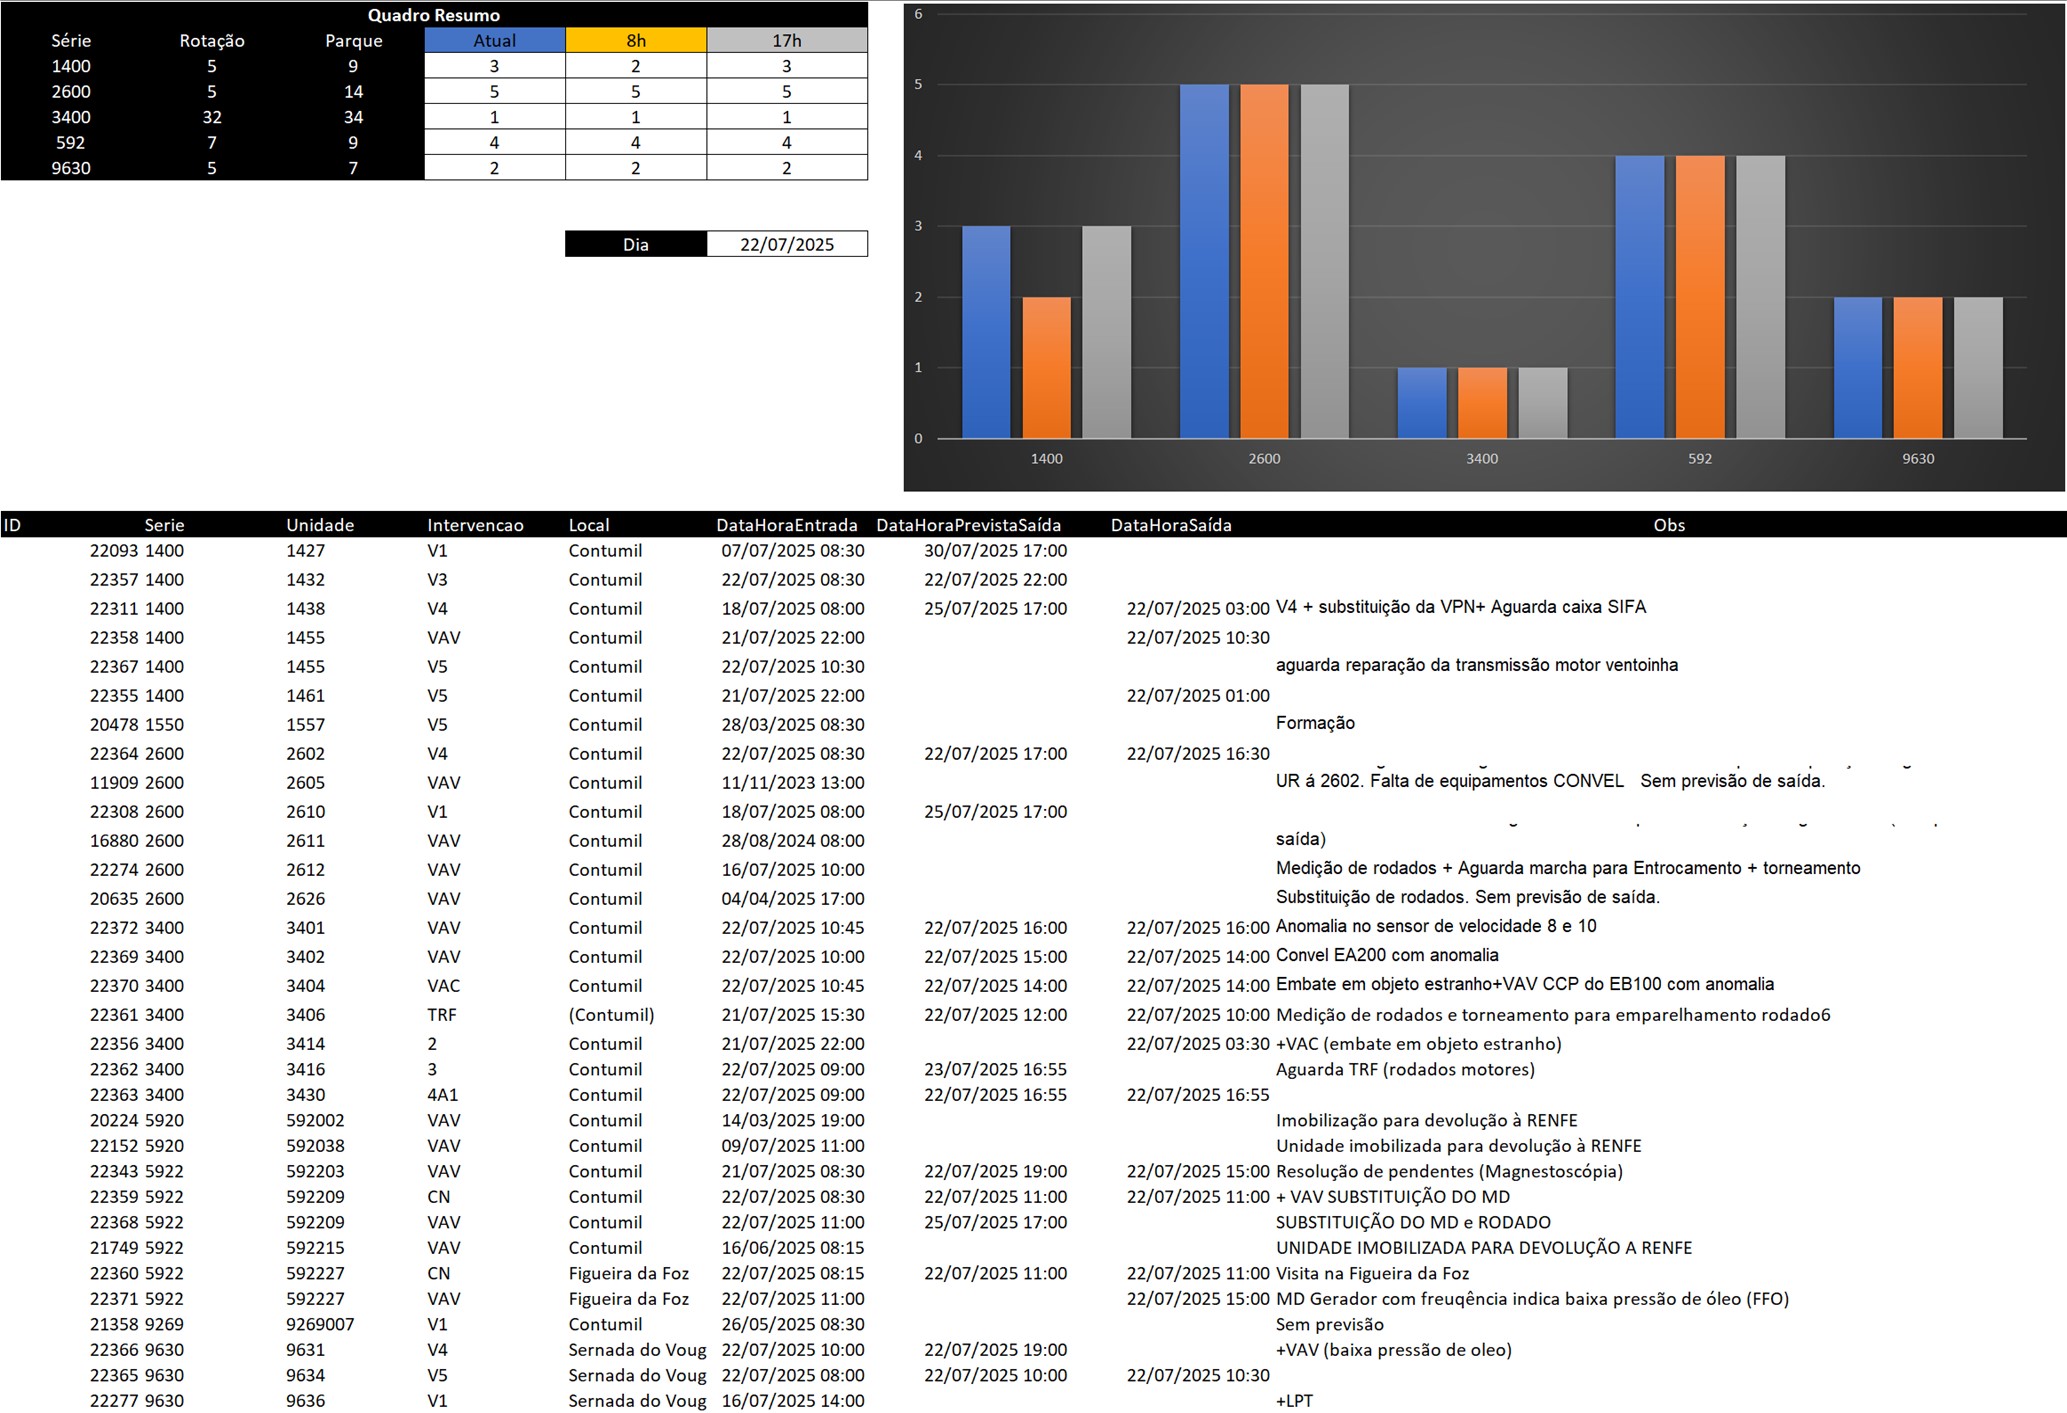 Quadro Resumo
Série Rotação Parque Atual 8h 17h
1400 5 9 3 2 3
2600 5 14 5 5 5
3400 32 34 1 1 1
592 7 9 4 4 4
9630 5 7 2 2 2
Dia 22/07/2025
6
5
4
3
2
1
0
1400 2600 3400 592 9630
ID Serie Unidade Intervencao Local DataHoraEntrada DataHoraPrevistaSaída DataHoraSaída Obs
22093 1400 1427 V1 Contumil 07/07/2025 08:30 30/07/2025 17:00
22357 1400 1432 V3 Contumil 22/07/2025 08:30 22/07/2025 22:00
22311 1400 1438 V4 Contumil 18/07/2025 08:00 25/07/2025 17:00 22/07/2025 03:00 V4 + substituição da VPN+ Aguarda caixa SIFA
22358 1400 1455 VAV Contumil 21/07/2025 22:00 22/07/2025 10:30
22367 1400 1455 V5 Contumil 22/07/2025 10:30 aguarda reparação da transmissão motor ventoinha
22355 1400 1461 V5 Contumil 21/07/2025 22:00 22/07/2025 01:00
20478 1550 1557 V5 Contumil 28/03/2025 08:30 Formação
22364 2600 2602 V4 Contumil 22/07/2025 08:30 22/07/2025 17:00 22/07/2025 16:30
11909 2600 2605 VAV Contumil 11/11/2023 13:00 UR á 2602. Falta de equipamentos CONVEL Sem previsão de saída.
22308 2600 2610 V1 Contumil 18/07/2025 08:00 25/07/2025 17:00
16880 2600 2611 VAV Contumil 28/08/2024 08:00 saída)
22274 2600 2612 VAV Contumil 16/07/2025 10:00 Medição de rodados + Aguarda marcha para Entrocamento + torneamento
20635 2600 2626 VAV Contumil 04/04/2025 17:00 Substituição de rodados. Sem previsão de saída.
22372 3400 3401 VAV Contumil 22/07/2025 10:45 22/07/2025 16:00 22/07/2025 16:00 Anomalia no sensor de velocidade 8 e 10
22369 3400 3402 VAV Contumil 22/07/2025 10:00 22/07/2025 15:00 22/07/2025 14:00 Convel EA200 com anomalia
22370 3400 3404 VAC Contumil 22/07/2025 10:45 22/07/2025 14:00 22/07/2025 14:00 Embate em objeto estranho+VAV CCP do EB100 com anomalia
22361 3400 3406 TRF (Contumil) 21/07/2025 15:30 22/07/2025 12:00 22/07/2025 10:00 Medição de rodados e torneamento para emparelhamento rodado6
22356 3400 3414 2 Contumil 21/07/2025 22:00 22/07/2025 03:30 +VAC (embate em objeto estranho)
22362 3400 3416 3 Contumil 22/07/2025 09:00 23/07/2025 16:55 Aguarda TRF (rodados motores)
22363 3400 3430 4A1 Contumil 22/07/2025 09:00 22/07/2025 16:55 22/07/2025 16:55
20224 5920 592002 VAV Contumil 14/03/2025 19:00 Imobilização para devolução à RENFE
22152 5920 592038 VAV Contumil 09/07/2025 11:00 Unidade imobilizada para devolução à RENFE
22343 5922 592203 VAV Contumil 21/07/2025 08:30 22/07/2025 19:00 22/07/2025 15:00 Resolução de pendentes (Magnestoscópia)
22359 5922 592209 CN Contumil 22/07/2025 08:30 22/07/2025 11:00 22/07/2025 11:00 + VAV SUBSTITUIÇÃO DO MD
22368 5922 592209 VAV Contumil 22/07/2025 11:00 25/07/2025 17:00 SUBSTITUIÇÃO DO MD e RODADO
21749 5922 592215 VAV Contumil 16/06/2025 08:15 UNIDADE IMOBILIZADA PARA DEVOLUÇÃO A RENFE
22360 5922 592227 CN Figueira da Foz 22/07/2025 08:15 22/07/2025 11:00 22/07/2025 11:00 Visita na Figueira da Foz
22371 5922 592227 VAV Figueira da Foz 22/07/2025 11:00 22/07/2025 15:00 MD Gerador com freuqência indica baixa pressão de óleo (FFO)
21358 9269 9269007 V1 Contumil 26/05/2025 08:30 Sem previsão
22366 9630 9631 V4 Sernada do Voug 22/07/2025 10:00 22/07/2025 19:00 +VAV (baixa pressão de oleo)
22365 9630 9634 V5 Sernada do Voug 22/07/2025 08:00 22/07/2025 10:00 22/07/2025 10:30
22277 9630 9636 V1 Sernada do Voug 16/07/2025 14:00 +LPT